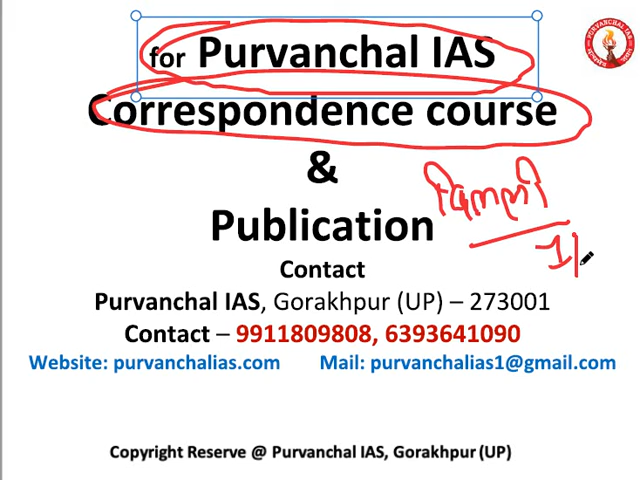 for Purvanchal IAS
Correspondence course
&
Publication
Contact
Purvanchal IAS, Gorakhpur (UP) – 273001
Contact – 9911809808, 6393641090
Website: purvanchalias.com Mail: purvanchalias1@gmail.com
Copyright Reserve @ Purvanchal IAS, Gorakhpur (UP)